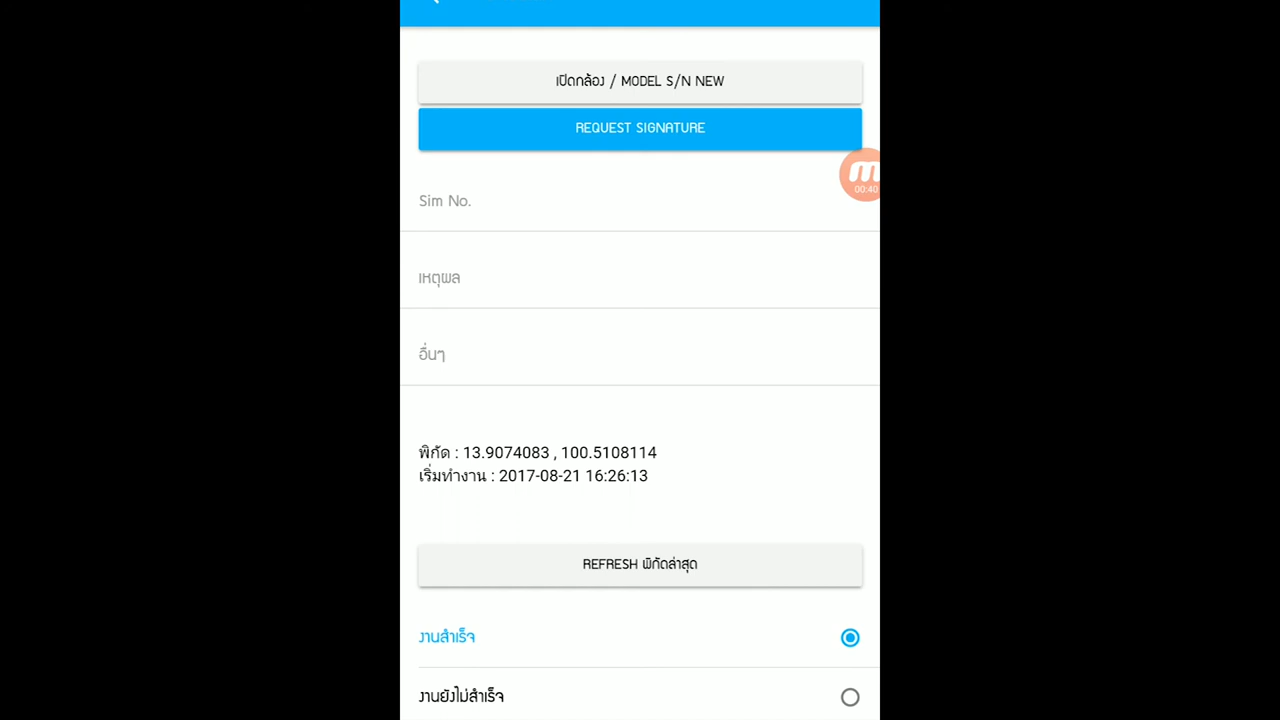 เปิดกล้อง / MODEL S/N NEW
REQUEST SIGNATURE
00:40
Sim No.
เหตุผล
อื่นๆ
พิกัด : 13.9074083 , 100.5108114
เริ่มทำงาน : 2017-08-21 16:26:13
REFRESH พิกัดล่าสุด
งานสำเร็จ
งานยังไม่สำเร็จ